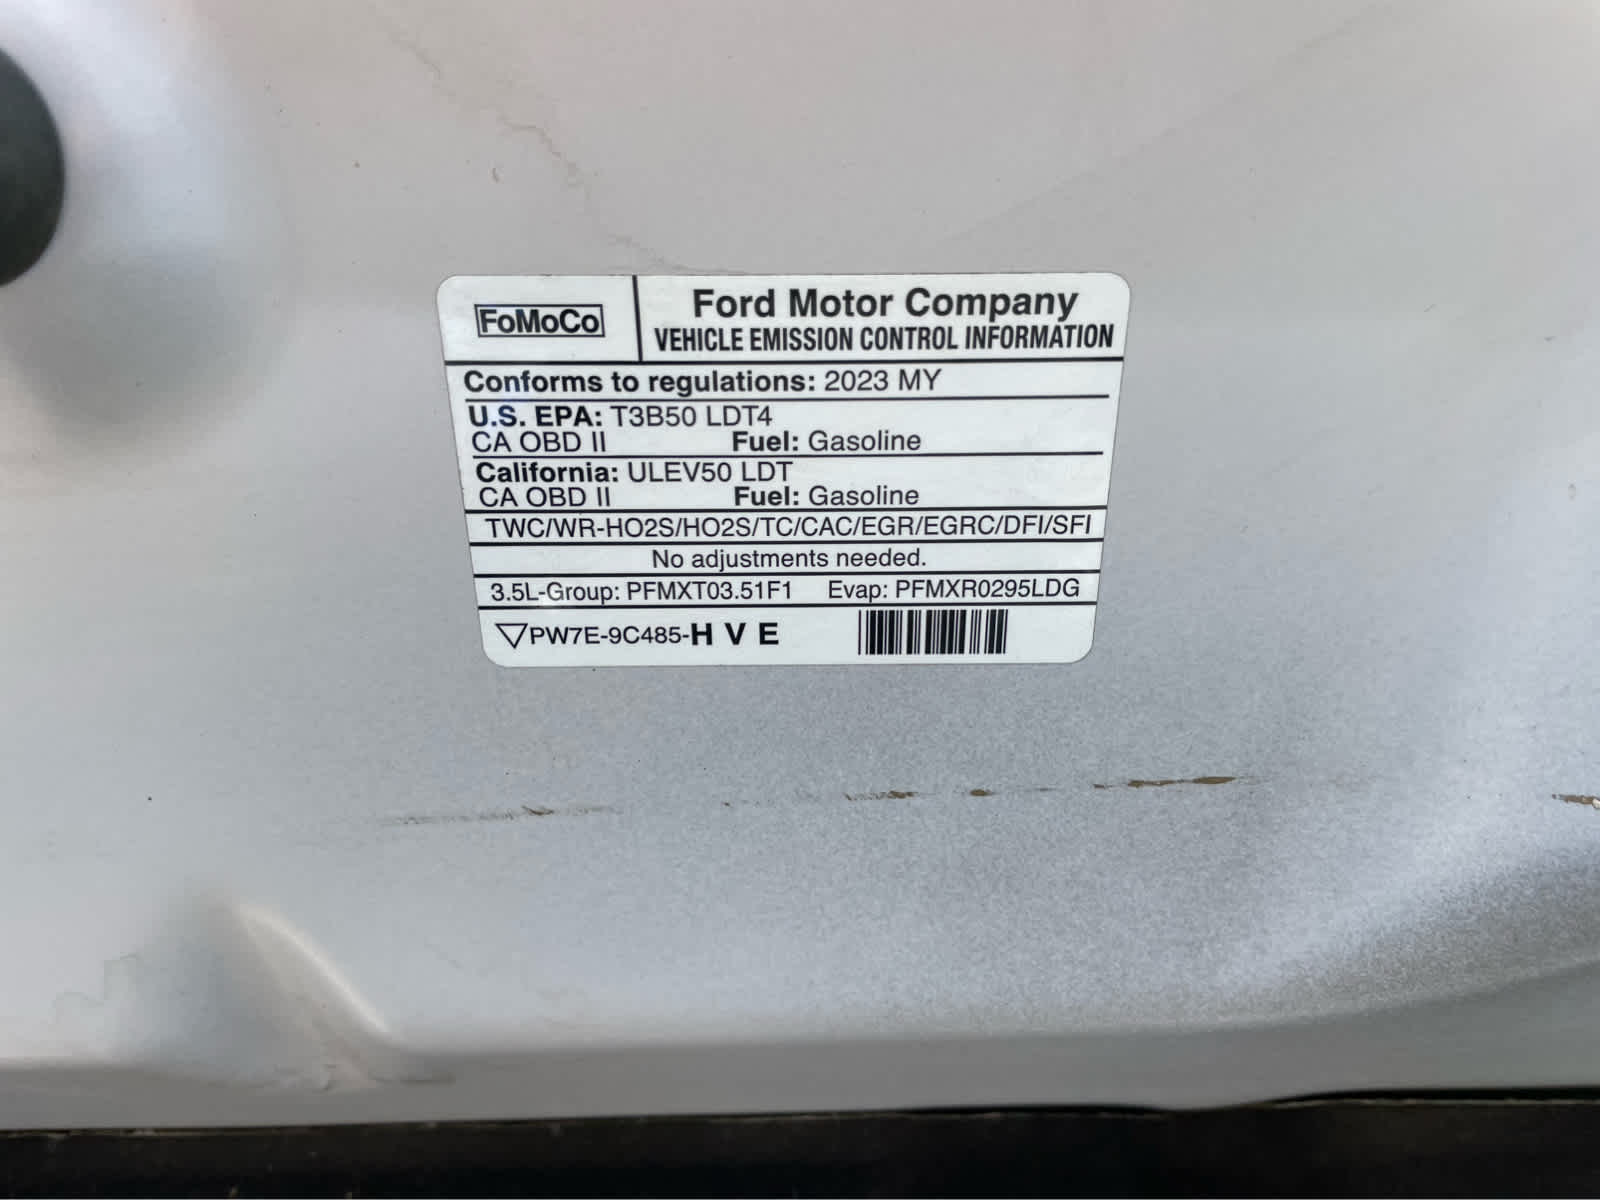 FoMoCo
Ford Motor Company
VEHICLE EMISSION CONTROL INFORMATION
Conforms to regulations: 2023 MY
U.S. EPA: T3B50 LDT4
CA OBD II Fuel: Gasoline
California: ULEV50 LDT
CA OBD II Fuel: Gasoline
TWC/WR-HO2S/HO2S/TC/CAC/EGR/EGRC/DFI/SFI
No adjustments needed.
3.5L-Group: PFMXT03.51F1 Evap: PFMXR0295LDG
PW7E-9C485-H V E